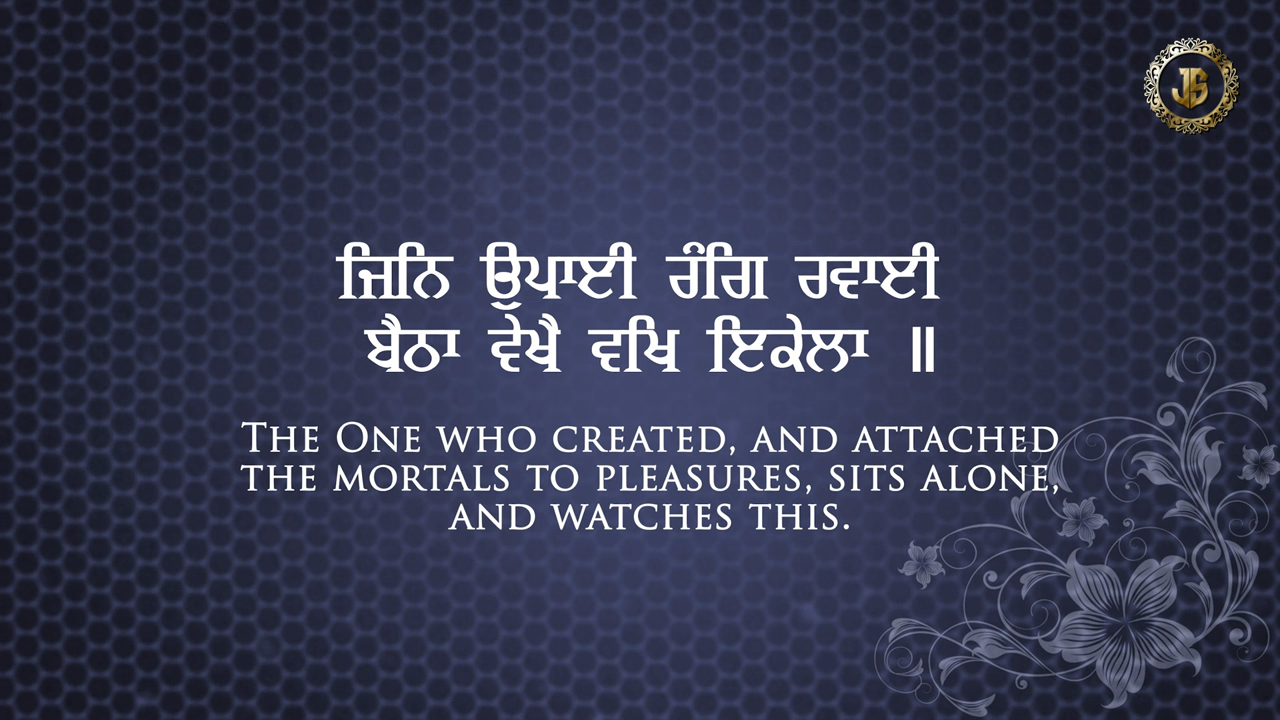 JS
ਜਿਨਿ ਉਪਾਈ ਰੰਗਿ ਰਵਾਈ
ਬੈਠਾ ਵੇਖੈ ਵਖਿ ਇਕੇਲਾ ॥
The One who created, and attached
the mortals to pleasures, sits alone,
and watches this.